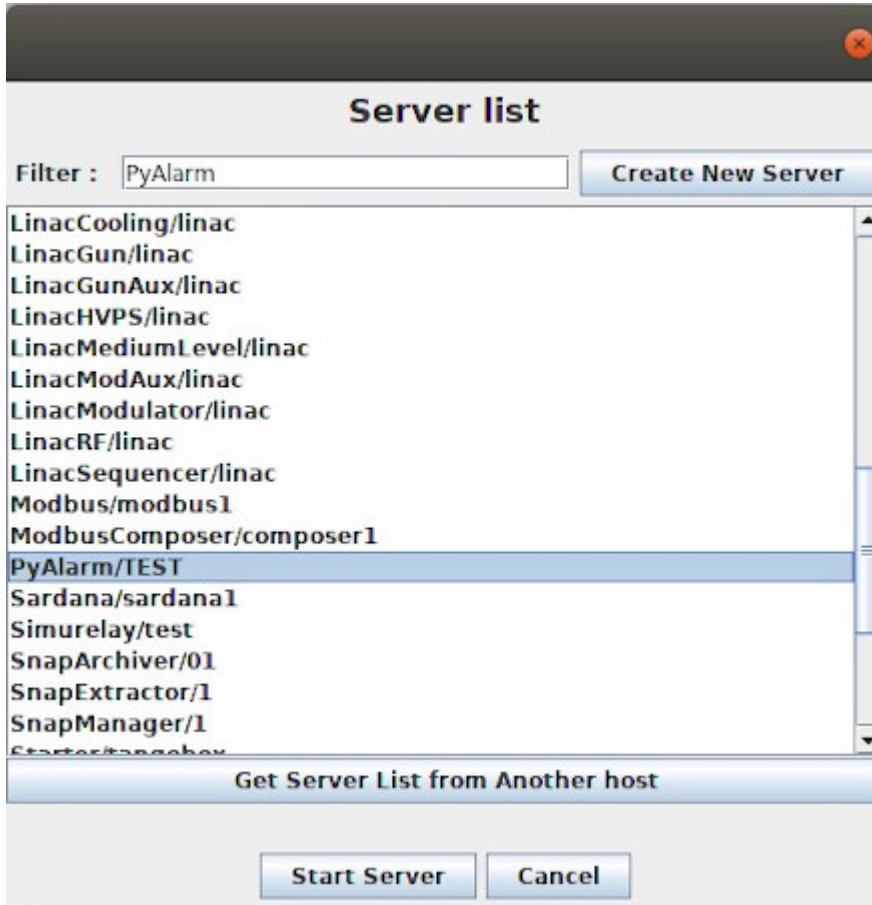 Server list
Filter : PyAlarm Create New Server
LinacCooling/linac
LinacGun/linac
LinacGunAux/linac
LinacHVPS/linac
LinacMediumLevel/linac
LinacModAux/linac
LinacModulator/linac
LinacRF/linac
LinacSequencer/linac
Modbus/modbus1
ModbusComposer/composer1
PyAlarm/TEST
Sardana/sardana1
Simurelay/test
SnapArchiver/01
SnapExtractor/1
SnapManager/1
Starter/tangobox
Get Server List from Another host
Start Server Cancel